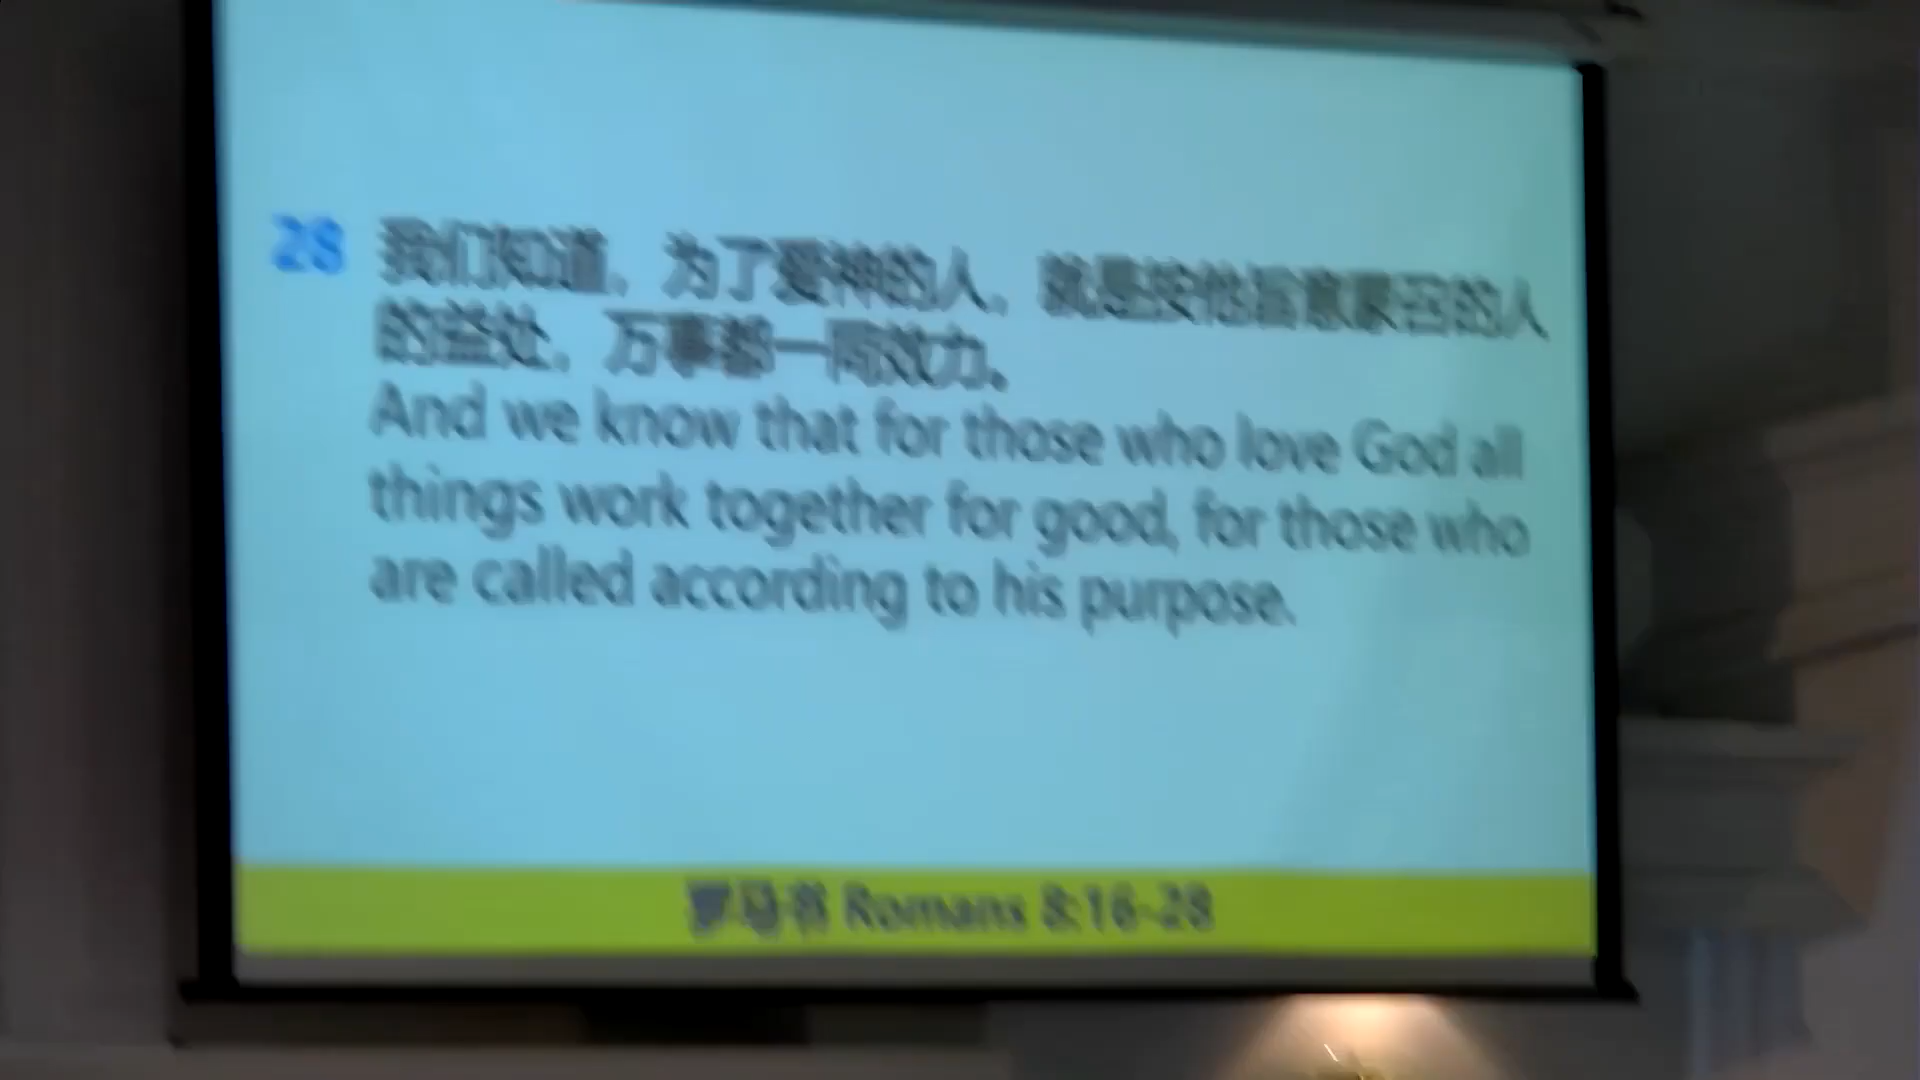 28 我们知道，为了爱神的人，就是按他旨意蒙召的人
的益处，万事都一同效力。
And we know that for those who love God all
things work together for good, for those who
are called according to his purpose.
罗马书 Romans 8:16-28